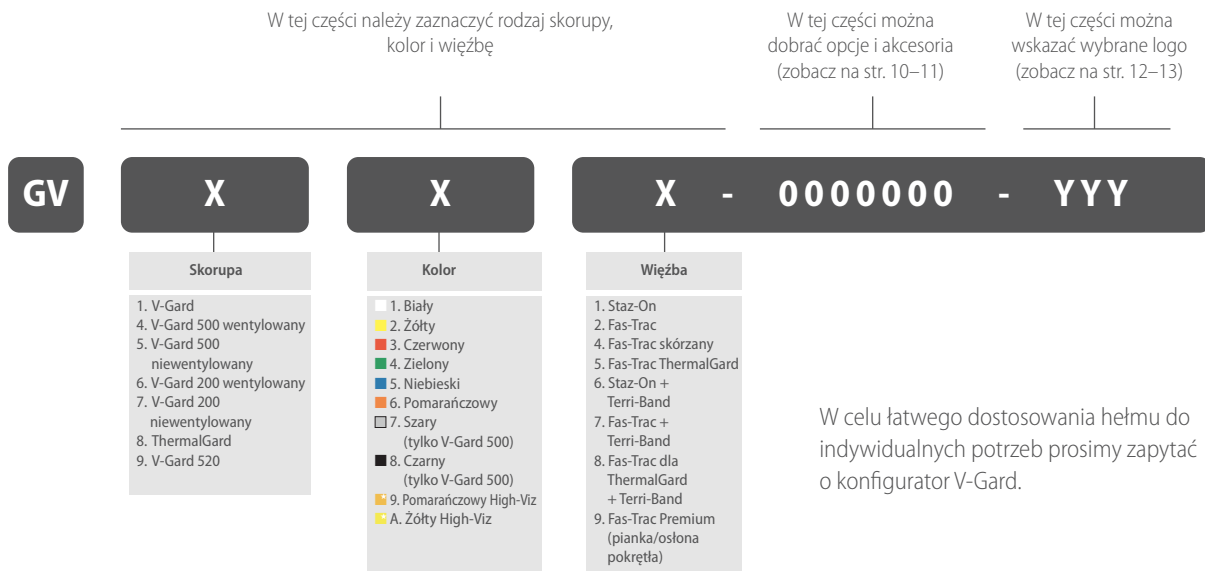 W tej części należy zaznaczyć rodzaj skorupy,
kolor i więźbę
W tej części można
dobrać opcje i akcesoria
(zobacz na str. 10–11)
W tej części można
wskazać wybrane logo
(zobacz na str. 12–13)
GV
X
X
X - 0000000 - YYY
Skorupa
1. V-Gard
4. V-Gard 500 wentylowany
5. V-Gard 500
niewentylowany
6. V-Gard 200 wentylowany
7. V-Gard 200
niewentylowany
8. ThermalGard
9. V-Gard 520
Kolor
1. Biały
2. Żółty
3. Czerwony
4. Zielony
5. Niebieski
6. Pomarańczowy
7. Szary
(tylko V-Gard 500)
8. Czarny
(tylko V-Gard 500)
9. Pomarańczowy High-Viz
A. Żółty High-Viz
Więźba
1. Staz-On
2. Fas-Trac
4. Fas-Trac skórzany
5. Fas-Trac ThermalGard
6. Staz-On +
Terri-Band
7. Fas-Trac +
Terri-Band
8. Fas-Trac dla
ThermalGard
+ Terri-Band
9. Fas-Trac Premium
(pianka/osłona
pokrętła)
W celu łatwego dostosowania hełmu do
indywidualnych potrzeb prosimy zapytać
o konfigurator V-Gard.